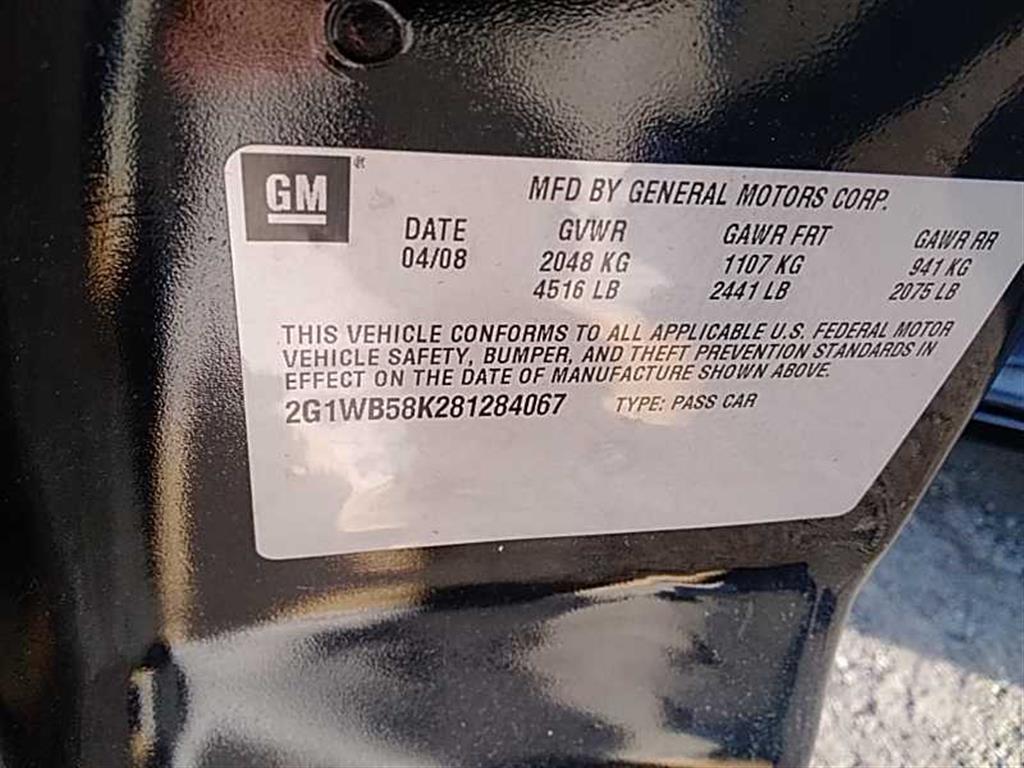 GM® MFD BY GENERAL MOTORS CORP.
DATE GVWR GAWR FRT GAWR RR
04/08 2048 KG 1107 KG 941 KG
4516 LB 2441 LB 2075 LB
THIS VEHICLE CONFORMS TO ALL APPLICABLE U.S. FEDERAL MOTOR
VEHICLE SAFETY, BUMPER, AND THEFT PREVENTION STANDARDS IN
EFFECT ON THE DATE OF MANUFACTURE SHOWN ABOVE.
2G1WB58K281284067 TYPE: PASS CAR